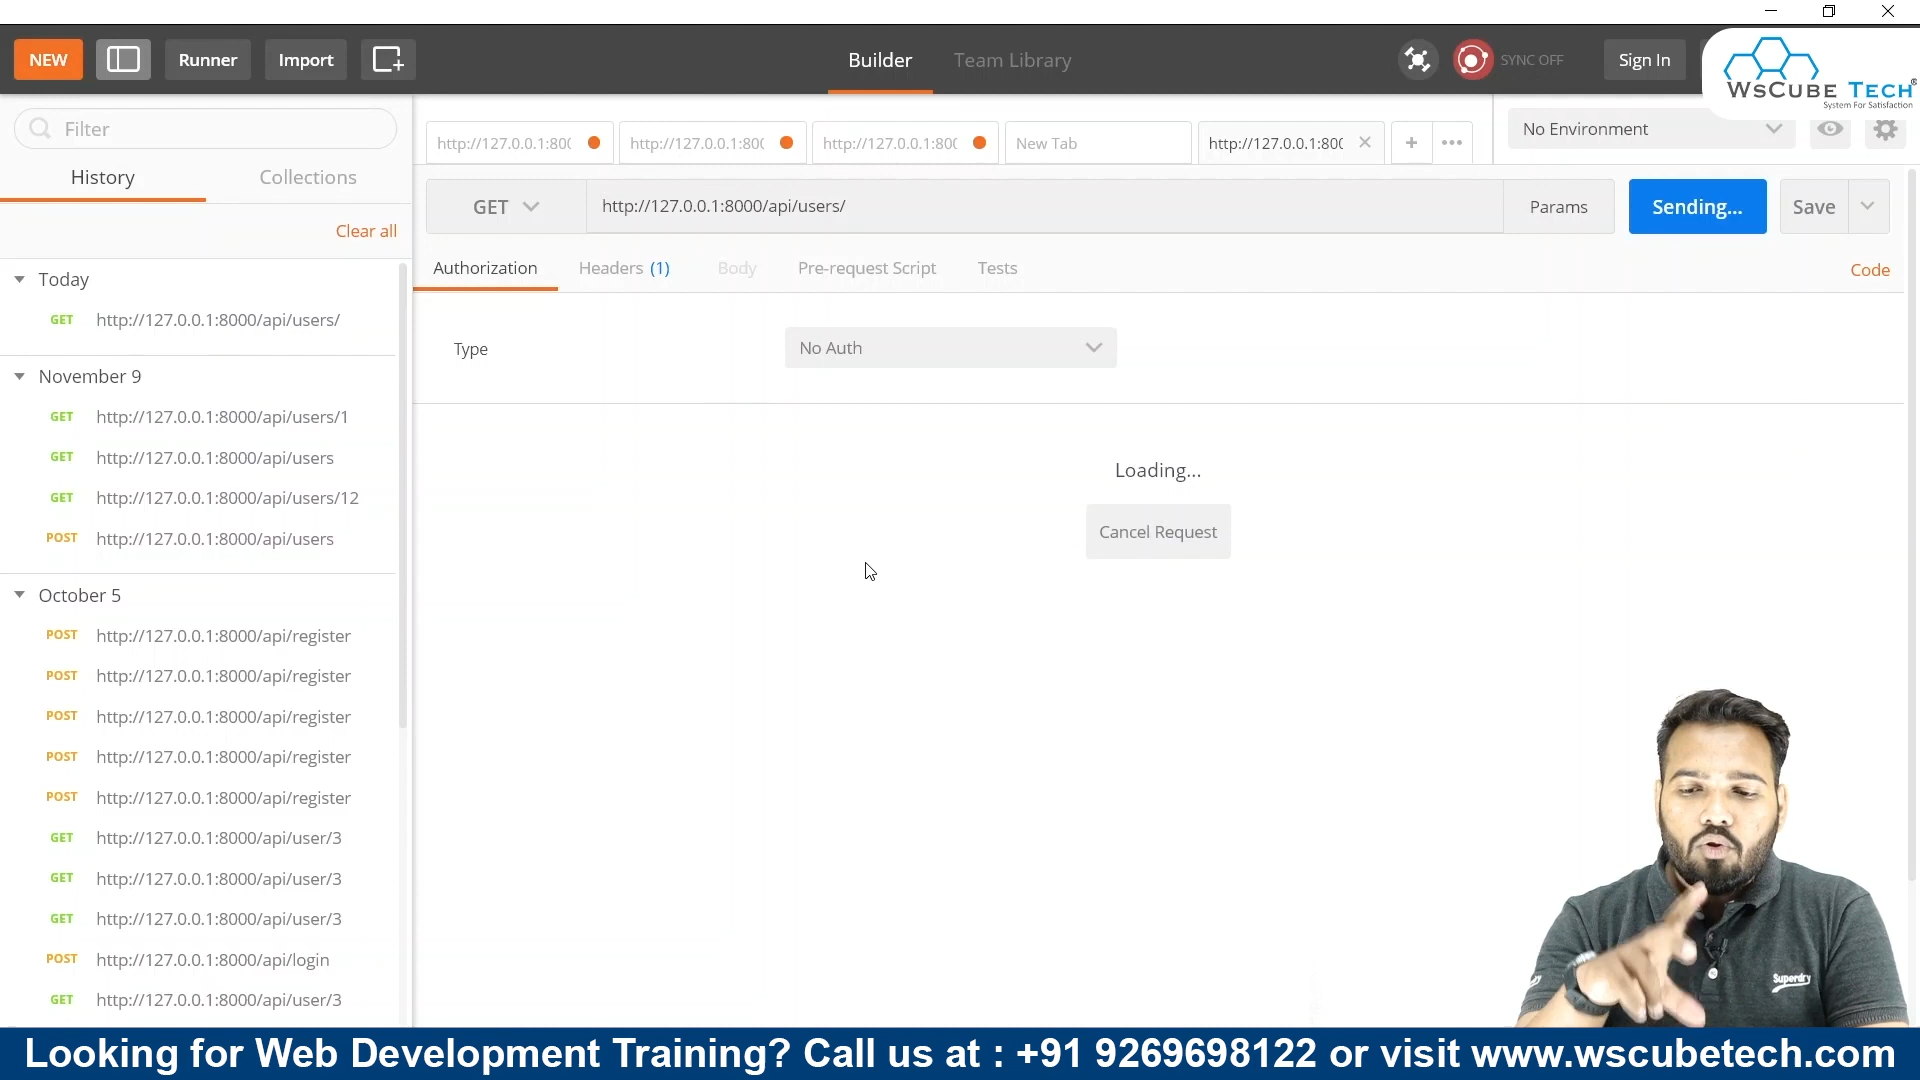 NEW
Runner
Import
Builder
Team Library
SYNC OFF
Sign In
WsCUBE TECH®
System For Satisfaction
Filter
History
Collections
Clear all
Today
GET http://127.0.0.1:8000/api/users/
November 9
GET http://127.0.0.1:8000/api/users/1
GET http://127.0.0.1:8000/api/users
GET http://127.0.0.1:8000/api/users/12
POST http://127.0.0.1:8000/api/users
October 5
POST http://127.0.0.1:8000/api/register
POST http://127.0.0.1:8000/api/register
POST http://127.0.0.1:8000/api/register
POST http://127.0.0.1:8000/api/register
POST http://127.0.0.1:8000/api/register
GET http://127.0.0.1:8000/api/user/3
GET http://127.0.0.1:8000/api/user/3
GET http://127.0.0.1:8000/api/user/3
POST http://127.0.0.1:8000/api/login
GET http://127.0.0.1:8000/api/user/3
http://127.0.0.1:800
http://127.0.0.1:800
http://127.0.0.1:800
New Tab
http://127.0.0.1:800
No Environment
GET
http://127.0.0.1:8000/api/users/
Params
Sending...
Save
Authorization
Headers (1)
Body
Pre-request Script
Tests
Code
Type
No Auth
Loading...
Cancel Request
Superdry
Looking for Web Development Training? Call us at : +91 9269698122 or visit www.wscubetech.com